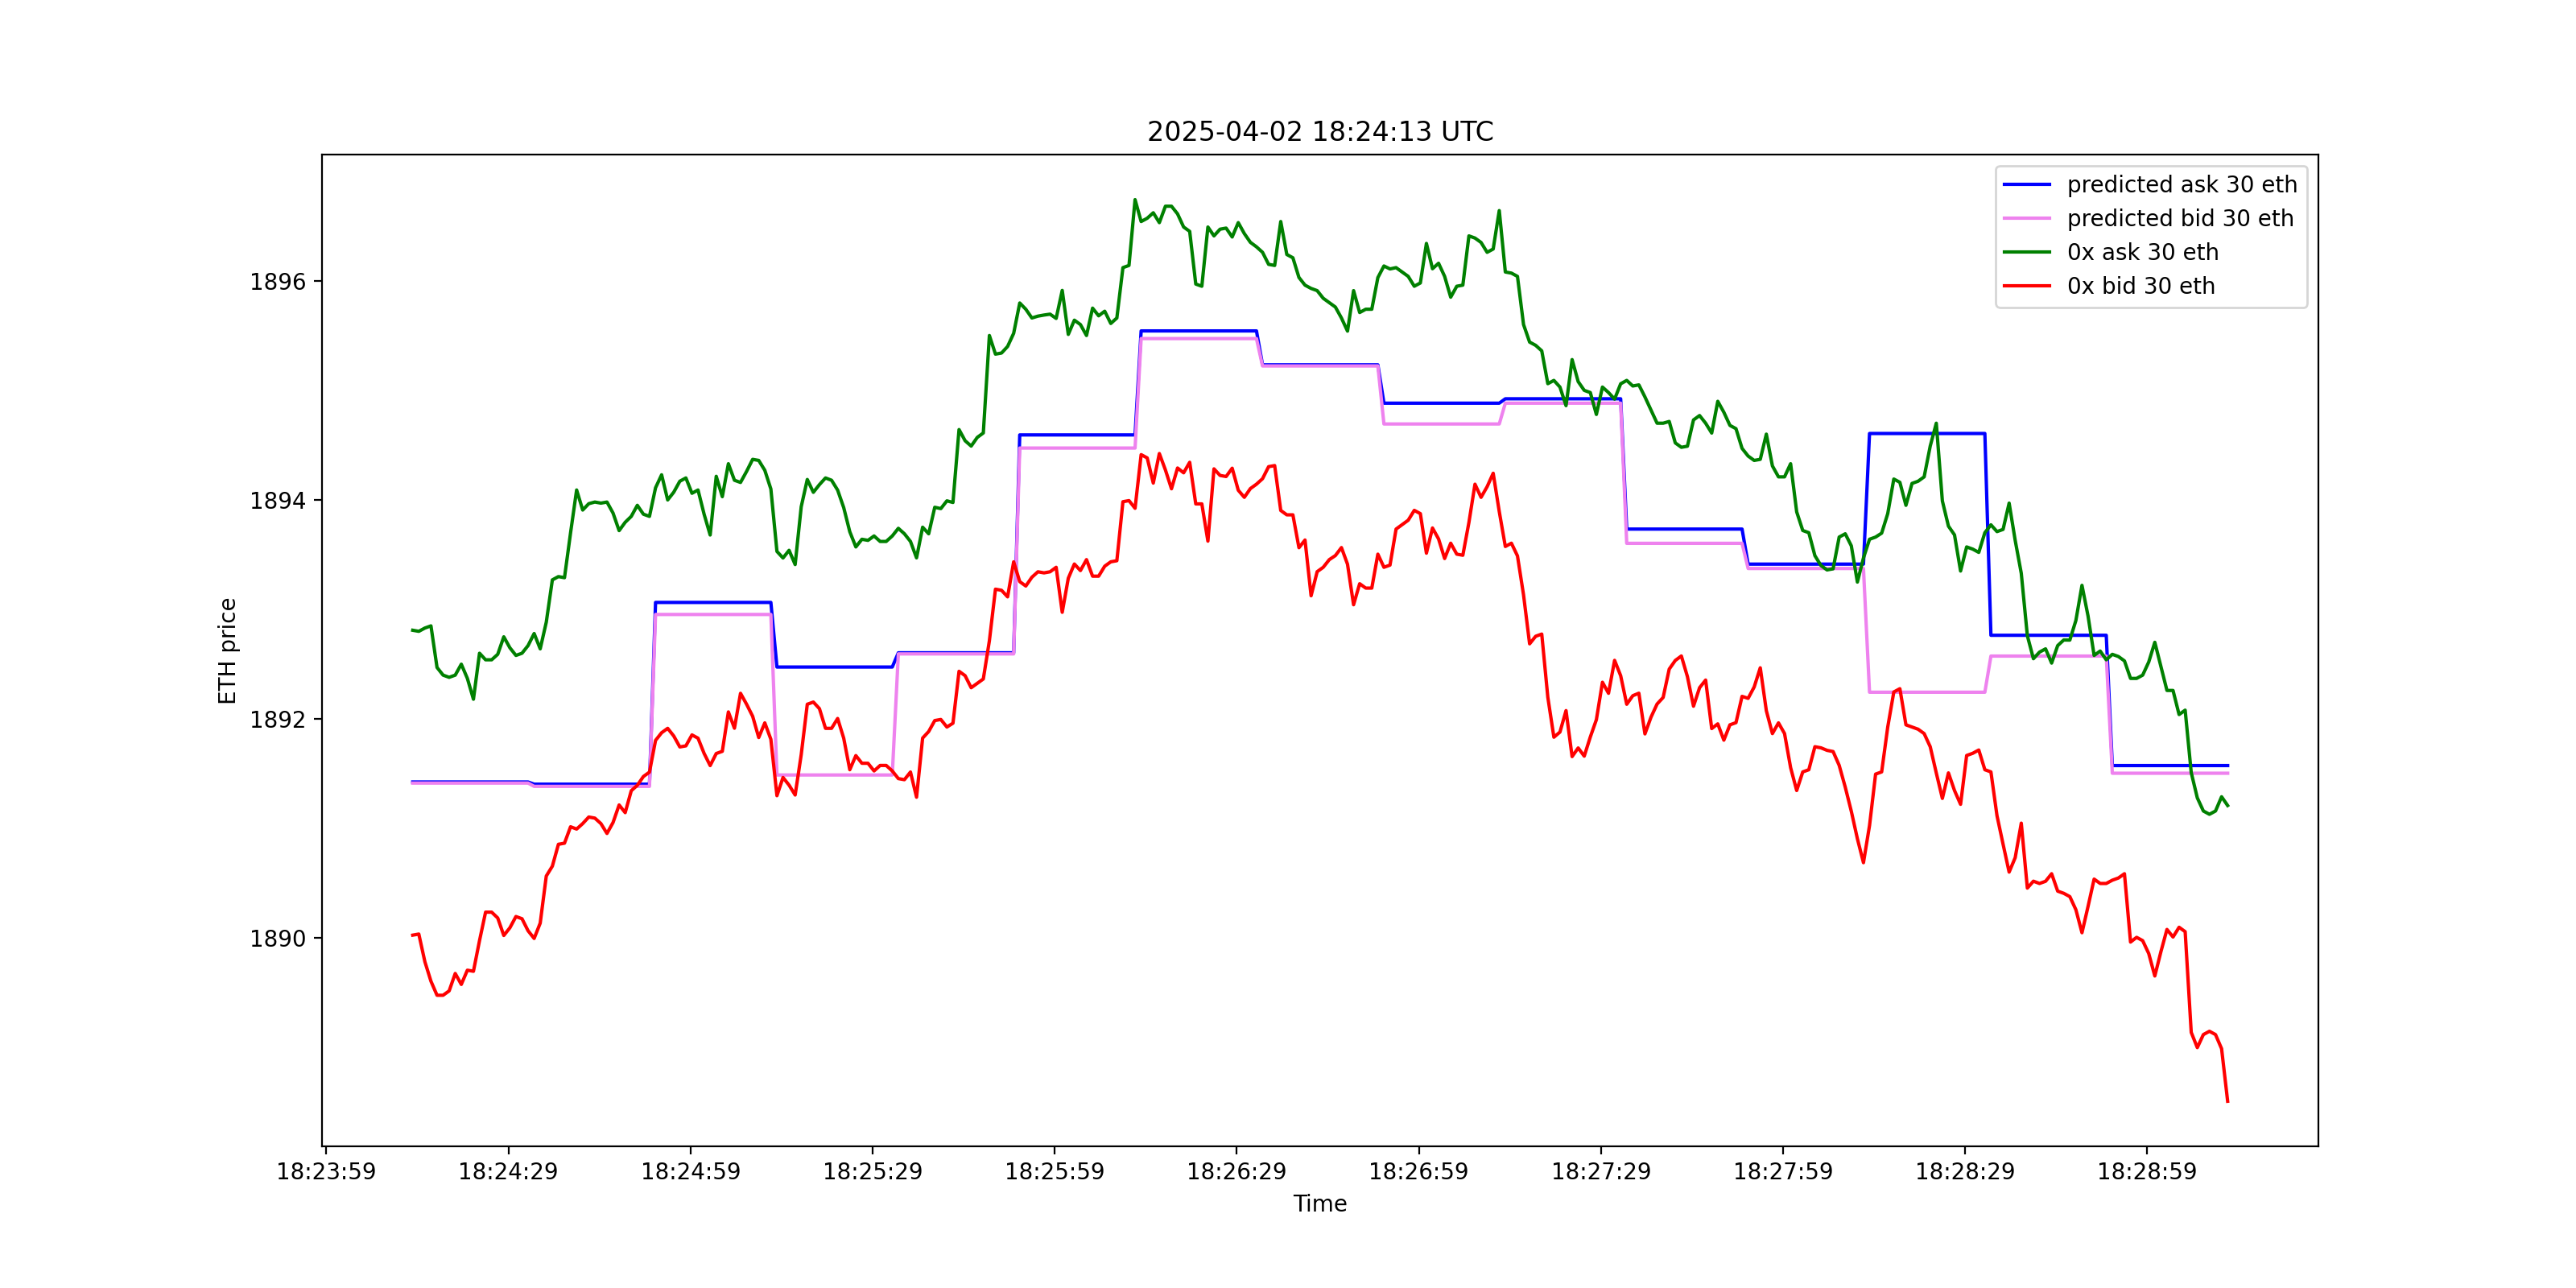 2025-04-02 18:24:13 UTC
predicted ask 30 eth
predicted bid 30 eth
0x ask 30 eth
0x bid 30 eth
ETH price
1896
1894
1892
1890
18:23:59 18:24:29 18:24:59 18:25:29 18:25:59 18:26:29 18:26:59 18:27:29 18:27:59 18:28:29 18:28:59
Time